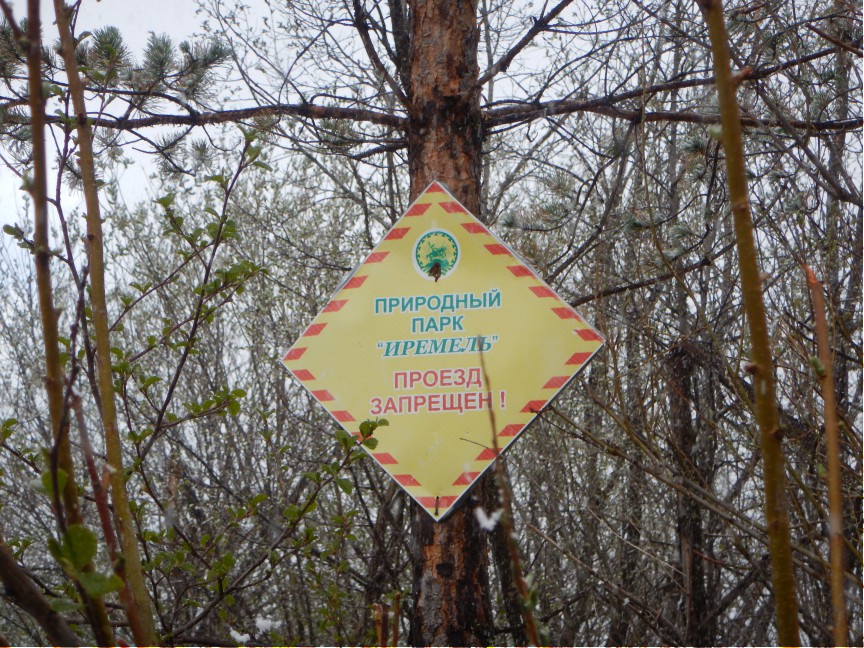 ПРИРОДНЫЙ
ПАРК
"ИРЕМЕЛЬ"
ПРОЕЗД
ЗАПРЕЩЕН !